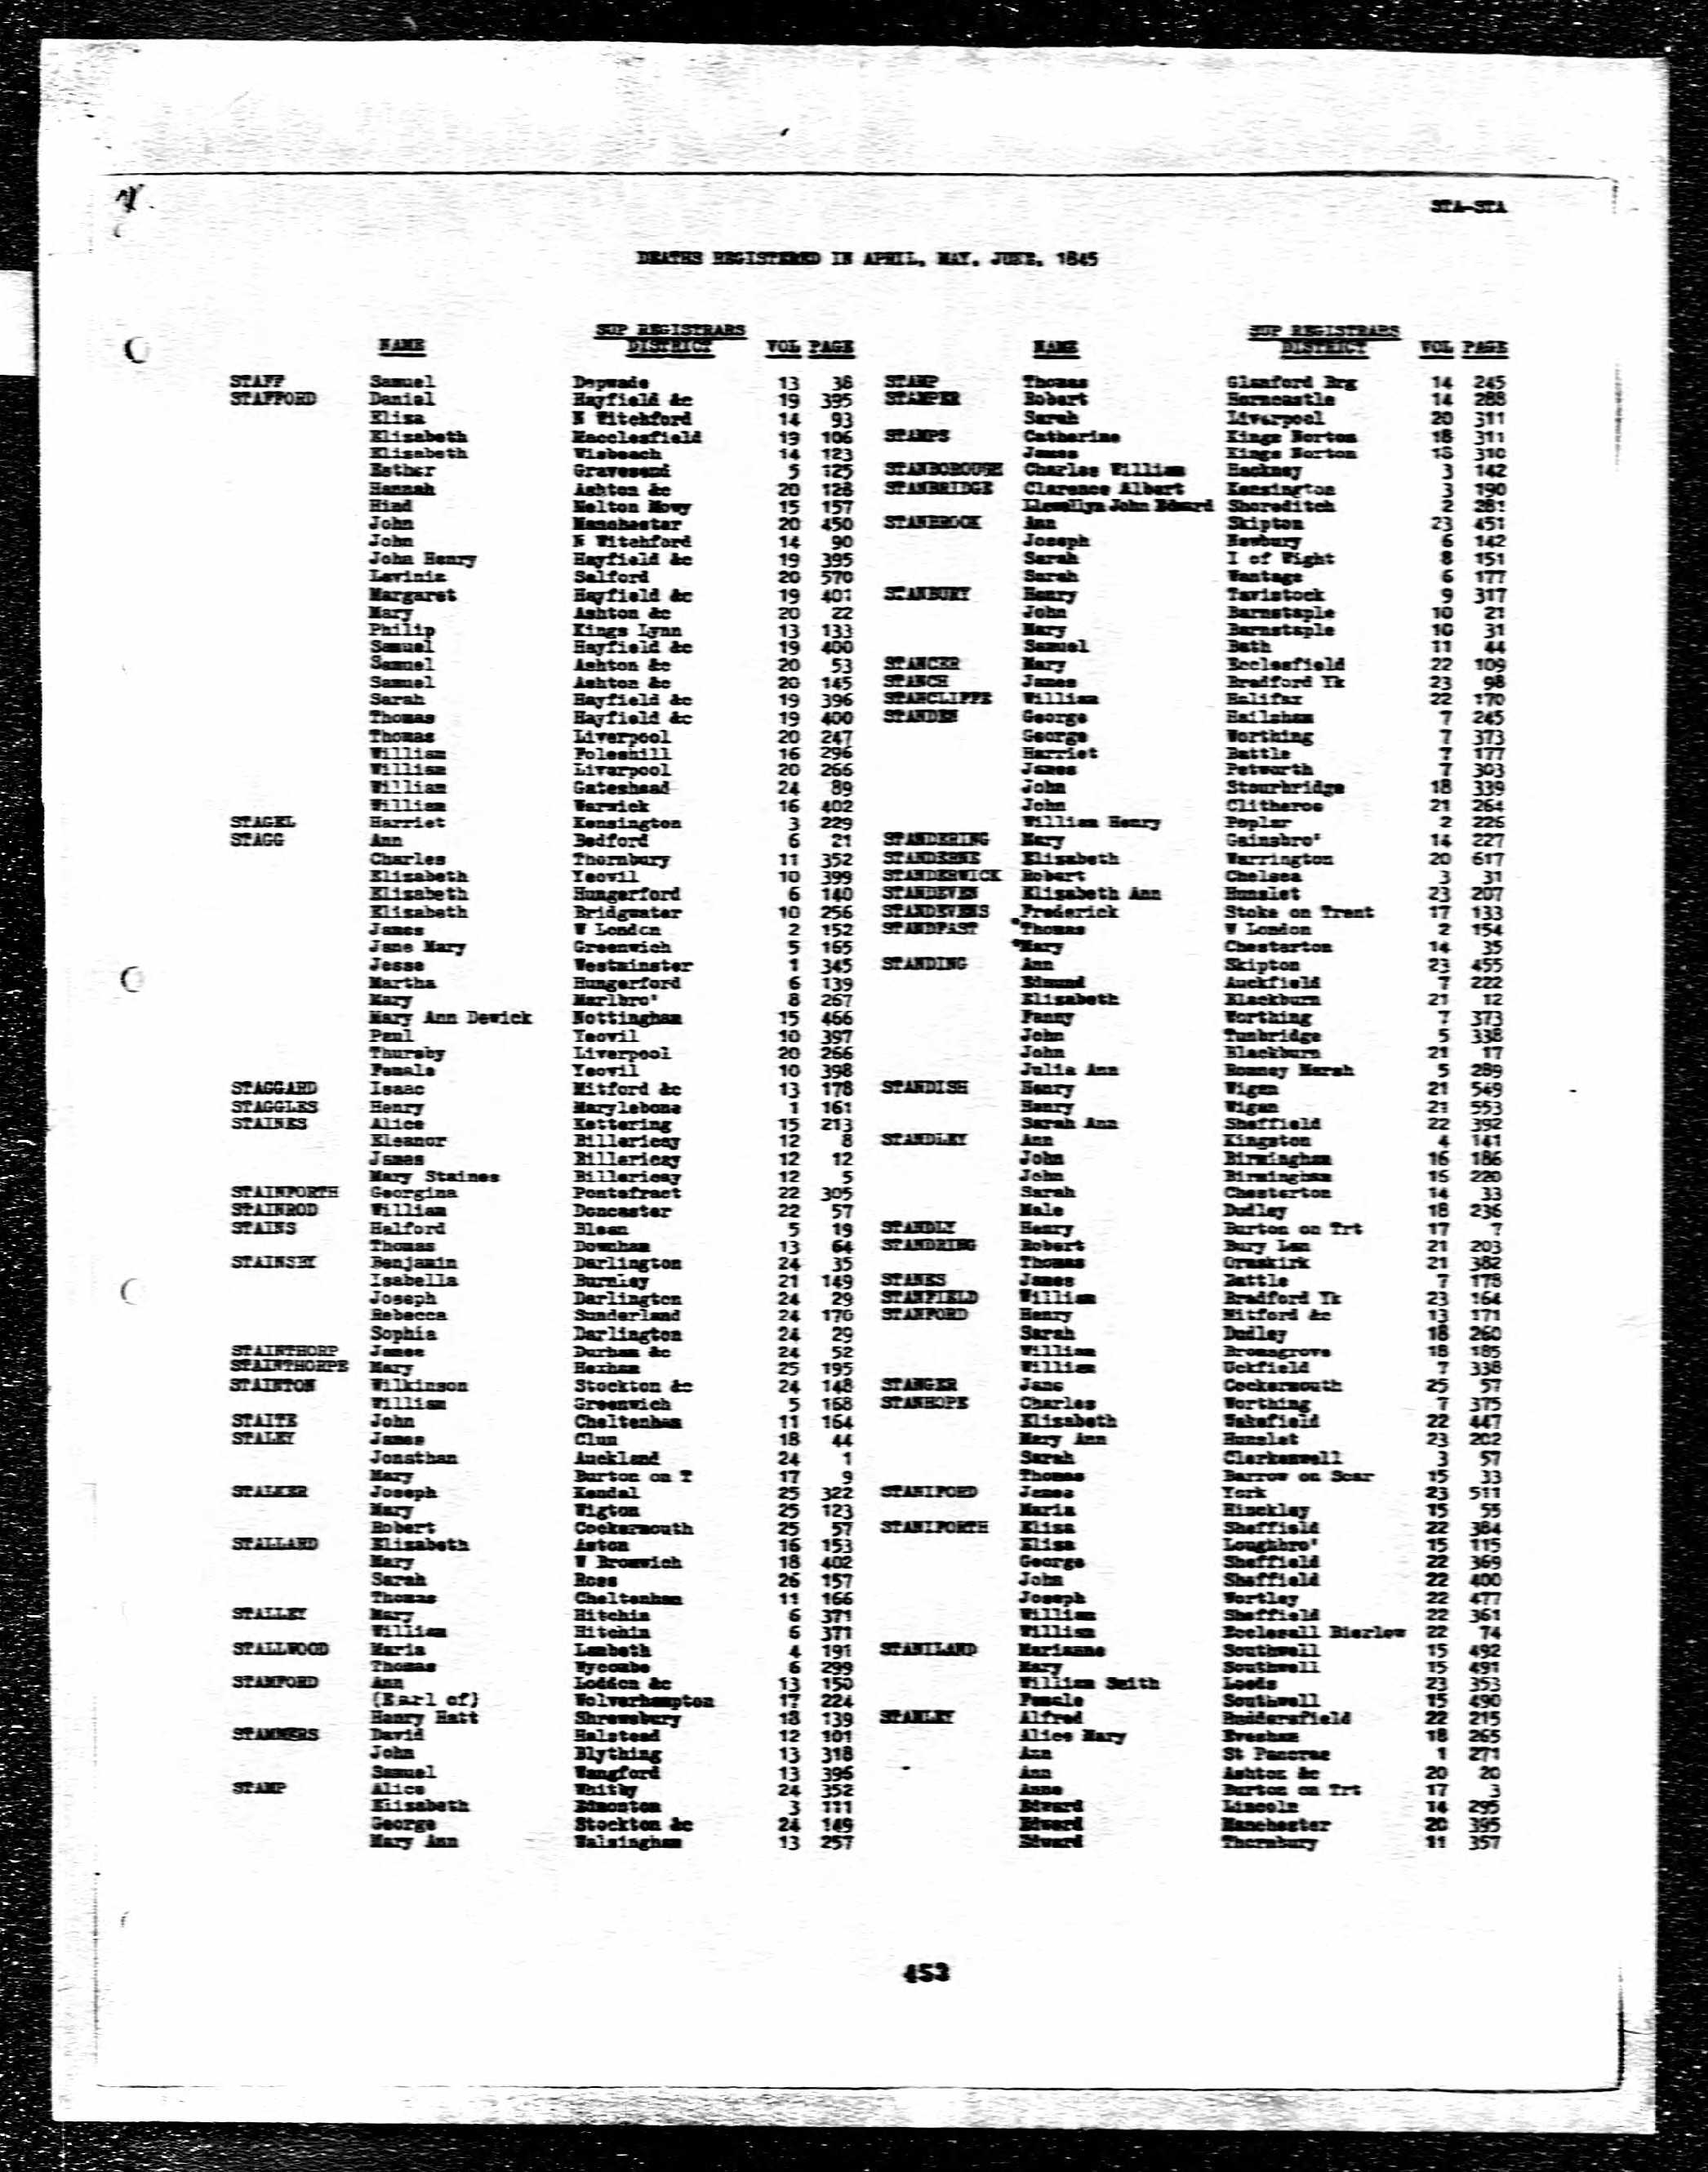 STA-STA
DEATHS REGISTERED IN APRIL, MAY, JUNE, 1845
SUP REGISTRARS
NAME DISTRICT VOL PAGE
STAFF Samuel Depwade 13 38
STAFFORD Daniel Hayfield &c 19 395
Eliza N Witchford 14 93
Elizabeth Macclesfield 19 106
Elizabeth Wisbeach 14 123
Esther Gravesend 5 125
Hannah Ashton &c 20 128
Hind Melton Mowy 15 157
John Manchester 20 450
John N Witchford 14 90
John Henry Hayfield &c 19 395
Lavinia Salford 20 570
Margaret Hayfield &c 19 401
Mary Ashton &c 20 22
Philip Kings Lynn 13 133
Samuel Hayfield &c 19 400
Samuel Ashton &c 20 53
Samuel Ashton &c 20 145
Sarah Hayfield &c 19 396
Thomas Hayfield &c 19 400
Thomas Liverpool 20 247
William Foleshill 16 296
William Liverpool 20 266
William Gateshead 24 89
William Warwick 16 402
STAGEL Harriet Kensington 3 229
STAGG Ann Bedford 6 21
Charles Thornbury 11 352
Elizabeth Yeovil 10 399
Elizabeth Hungerford 6 140
Elizabeth Bridgwater 10 256
James W London 2 152
Jane Mary Greenwich 5 165
Jesse Westminster 1 345
Martha Hungerford 6 139
Mary Marlbro' 8 267
Mary Ann Dewick Nottingham 15 466
Paul Yeovil 10 397
Thursby Liverpool 20 266
Female Yeovil 10 398
STAGGARD Isaac Mitford &c 13 178
STAGGLES Henry Marylebone 1 161
STAINES Alice Kettering 15 213
Eleanor Billericay 12 8
James Billericay 12 12
Mary Staines Billericay 12 5
STAINFORTH Georgina Pontefract 22 305
STAINROD William Doncaster 22 57
STAINS Halford Blean 5 19
Thomas Downham 13 64
STAINSBY Benjamin Darlington 24 35
Isabella Burnley 21 149
Joseph Darlington 24 29
Rebecca Sunderland 24 170
Sophia Darlington 24 29
STAINTHORP James Durham &c 24 52
STAINTHORPE Mary Hexham 25 195
STAINTON Wilkinson Stockton &c 24 148
William Greenwich 5 168
STAITE John Cheltenham 11 164
STALEY James Clun 18 44
Jonathan Auckland 24 1
Mary Burton on T 17 9
STALKER Joseph Kendal 25 322
Mary Wigton 25 123
Robert Cockermouth 25 57
STALLARD Elizabeth Aston 16 153
Mary W Bromwich 18 402
Sarah Ross 26 157
Thomas Cheltenham 11 166
STALLEY Mary Hitchin 6 371
William Hitchin 6 371
STALLWOOD Maria Lambeth 4 191
Thomas Wycombe 6 299
STAMFORD Ann Loddon &c 13 150
(Earl of) Wolverhampton 17 224
Henry Hatt Shrewsbury 18 139
STAMMERS David Halstead 12 101
John Blything 13 318
Samuel Wangford 13 396
STAMP Alice Whitby 24 352
Elizabeth Edmonton 3 111
George Stockton &c 24 149
Mary Ann Walsingham 13 257
SUP REGISTRARS
NAME DISTRICT VOL PAGE
STAMP Thomas Glanford Brg 14 245
STAMPER Robert Horncastle 14 288
Sarah Liverpool 20 311
STAMPS Catherine Kings Norton 18 311
James Kings Norton 18 310
STANBOROUGH Charles William Hackney 3 142
STANBRIDGE Clarence Albert Kensington 3 190
Llewellyn John Edward Shoreditch 2 281
STANBROOK Ann Skipton 23 451
Joseph Newbury 6 142
Sarah I of Wight 8 151
Sarah Wantage 6 177
STANBURY Henry Tavistock 9 317
John Barnstaple 10 21
Mary Barnstaple 10 31
Samuel Bath 11 44
STANCER Mary Ecclesfield 22 109
STANCH James Bradford Yk 23 98
STANCLIFFE William Halifax 22 170
STANDEN George Hailsham 7 245
George Worthing 7 373
Harriet Battle 7 177
James Petworth 7 303
John Stourbridge 18 339
John Clitheroe 21 264
William Henry Poplar 2 226
STANDERING Mary Gainsbro' 14 227
STANDERNE Elizabeth Warrington 20 617
STANDERWICK Robert Chelsea 3 31
STANDEVEN Elizabeth Ann Hunslet 23 207
STANDEVENS Frederick Stoke on Trent 17 133
STANDFAST *Thomas W London 2 154
*Mary Chesterton 14 35
STANDING Ann Skipton 23 455
Edmund Auckfield 7 222
Elizabeth Blackburn 21 12
Fanny Worthing 7 373
John Tunbridge 5 338
John Blackburn 21 17
Julia Ann Romney Marsh 5 289
STANDISH Henry Wigan 21 549
Henry Wigan 21 553
Sarah Ann Sheffield 22 392
STANDLEY Ann Kingston 4 141
John Birmingham 16 186
John Birmingham 16 220
Sarah Chesterton 14 33
Male Dudley 18 236
STANDLY Henry Burton on Trt 17 7
STANDRING Robert Bury Lan 21 203
Thomas Ormskirk 21 382
STANES James Battle 7 178
STANFIELD William Bradford Yk 23 164
STANFORD Henry Mitford &c 13 171
Sarah Dudley 18 260
William Bromsgrove 18 185
William Uckfield 7 338
STANGER Jane Cockermouth 25 57
STANHOPE Charles Worthing 7 375
Elizabeth Wakefield 22 447
Mary Ann Hunslet 23 202
Sarah Clerkenwell 3 57
Thomas Barrow on Soar 15 33
STANIFORD James York 23 511
Maria Hinckley 15 55
STANIFORTH Eliza Sheffield 22 384
Eliza Loughbro' 15 115
George Sheffield 22 369
John Sheffield 22 400
Joseph Wortley 22 477
William Sheffield 22 361
William Ecclesall Bierlow 22 74
STANILAND Marianne Southwell 15 492
Mary Southwell 15 491
William Smith Leeds 23 353
Female Southwell 15 490
STANLEY Alfred Huddersfield 22 215
Alice Mary Evesham 18 265
Ann St Pancras 1 271
Ann Ashton &c 20 20
Anne Burton on Trt 17 3
Edward Lincoln 14 295
Edward Manchester 20 395
Edward Thornbury 11 357
453